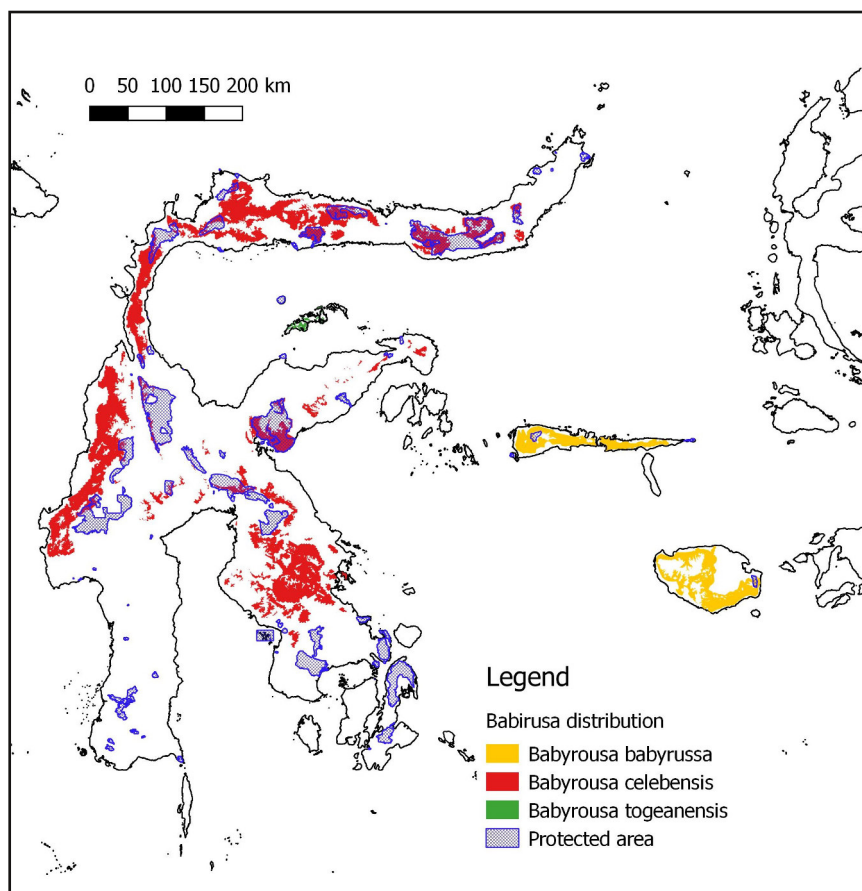 0 50 100 150 200 km
Legend
Babirusa distribution
Babyrousa babyrussa
Babyrousa celebensis
Babyrousa togeanensis
Protected area